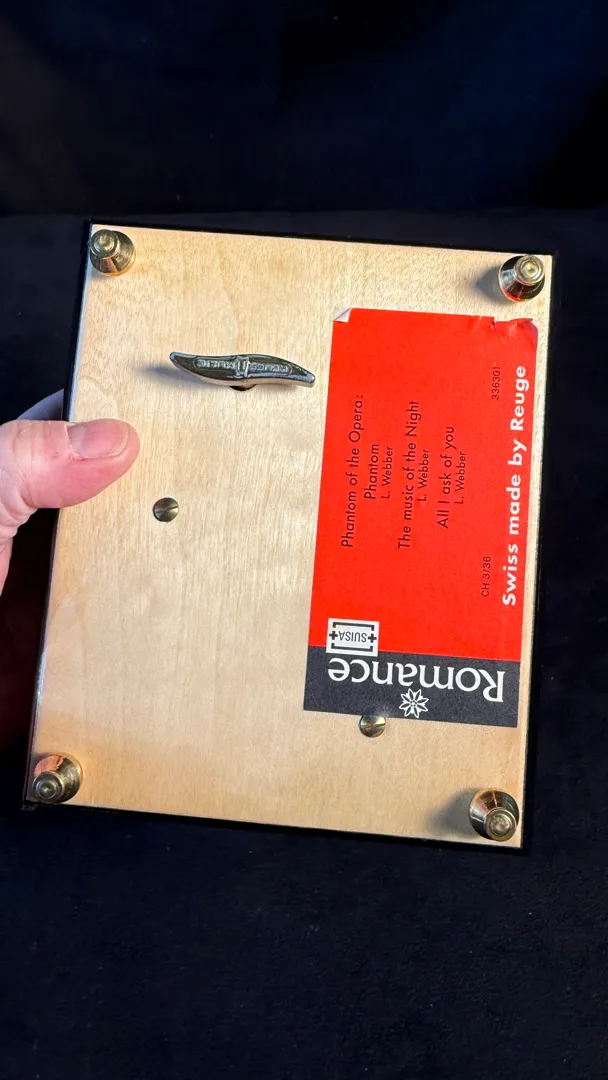 Phantom of the Opera:
Phantom
L. Webber
The music of the Night
L. Webber
All I ask of you
L. Webber
CH 3/36
336301
Swiss made by Reuge
SUISA
Romance
REUGE MUSIC